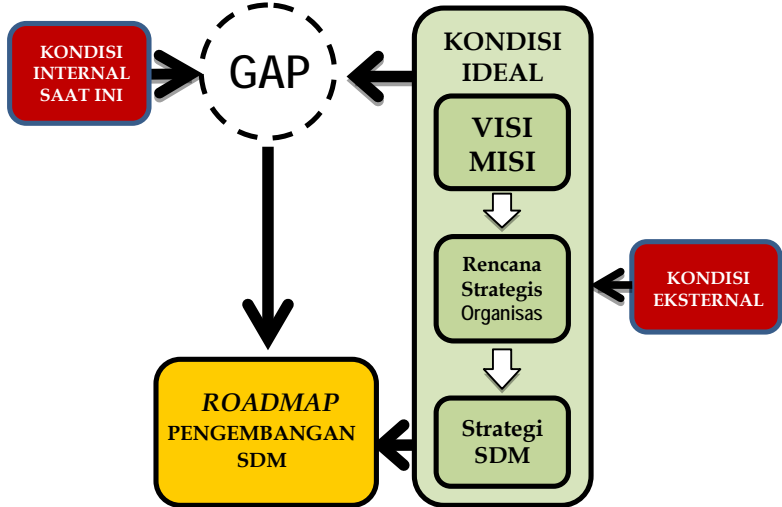 KONDISI
INTERNAL
SAAT INI
GAP
KONDISI
IDEAL
VISI
MISI
Rencana
Strategis
Organisas
Strategi
SDM
KONDISI
EKSTERNAL
ROADMAP
PENGEMBANGAN
SDM